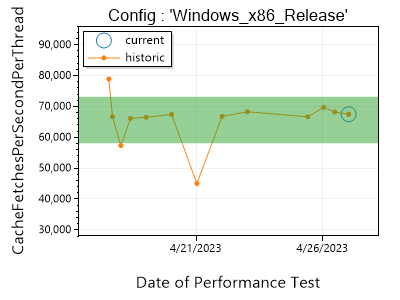 Config : 'Windows_x86_Release'
current
historic
CacheFetchesPerSecondPerThread
90,000
80,000
70,000
60,000
50,000
40,000
30,000
4/21/2023
4/26/2023
Date of Performance Test